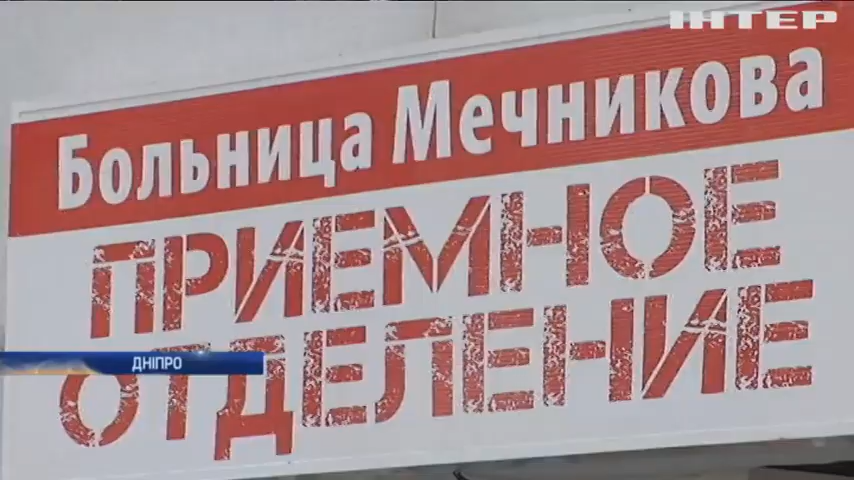 ІНТЕР
Больница Мечникова
ПРИЕМНОЕ
ОТДЕЛЕНИЕ
ДНІПРО